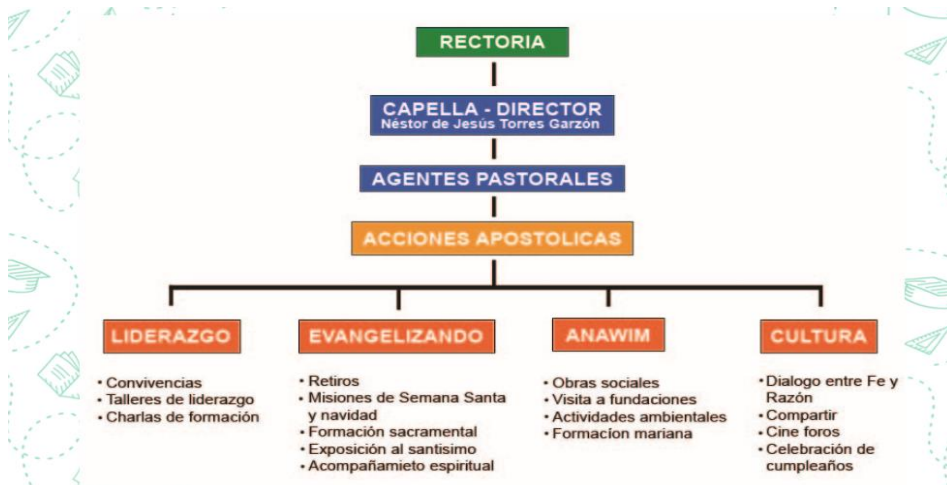 RECTORIA
CAPELLA - DIRECTOR
Néstor de Jesús Torres Garzón
AGENTES PASTORALES
ACCIONES APOSTOLICAS
LIDERAZGO
• Convivencias
• Talleres de liderazgo
• Charlas de formación
EVANGELIZANDO
• Retiros
• Misiones de Semana Santa
y navidad
• Formación sacramental
• Exposición al santisimo
• Acompañamieto espiritual
ANAWIM
• Obras sociales
• Visita a fundaciones
• Actividades ambientales
• Formacíon mariana
CULTURA
• Dialogo entre Fe y
Razón
• Compartir
• Cine foros
• Celebración de
cumpleaños